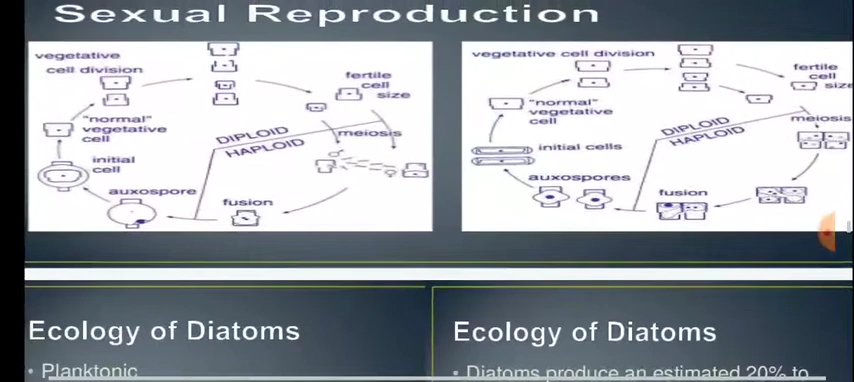 Sexual Reproduction
vegetative
cell division
fertile
cell
size
"normal"
vegetative
cell
DIPLOID
HAPLOID
meiosis
initial
cell
auxospore
fusion
vegetative cell division
fertile
cell
size
"normal"
vegetative
cell
DIPLOID
HAPLOID
meiosis
initial cells
auxospores
fusion
Ecology of Diatoms
• Planktonic
Ecology of Diatoms
• Diatoms produce an estimated 20% to